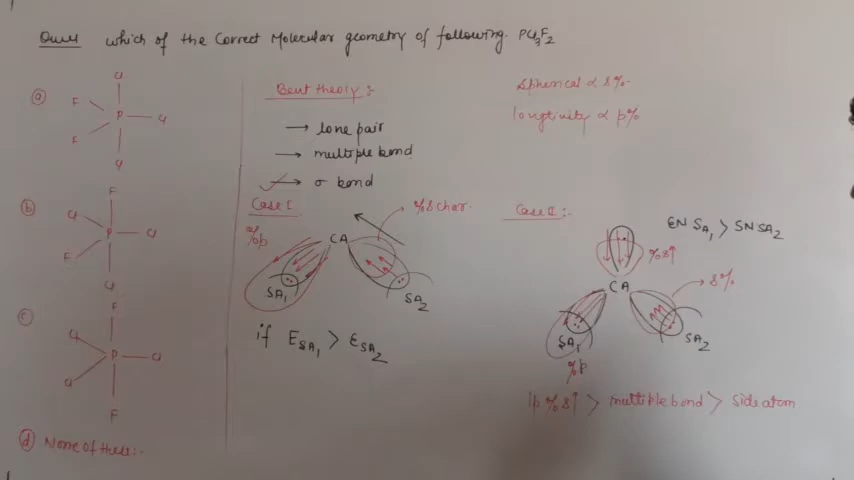 Ques which of the Correct Molecular geometry of following. PCl3F2
a
Cl
F
P
Cl
F
Cl
b
F
Cl
P
Cl
F
Cl
c
F
Cl
P
Cl
Cl
F
d None of these:-
Bent theory:-
→ lone pair
→ multiple bond
→ σ bond
Case I
%s char.
%p
CA
SA1
SA2
if ESA1 > ESA2
Spherical ∝ s%
longtivity ∝ p%
Case II:-
EN SA1 > SN SA2
%s↑
CA
s%
SA1
SA2
%p
lp %s↑ > multiple bond > side atom